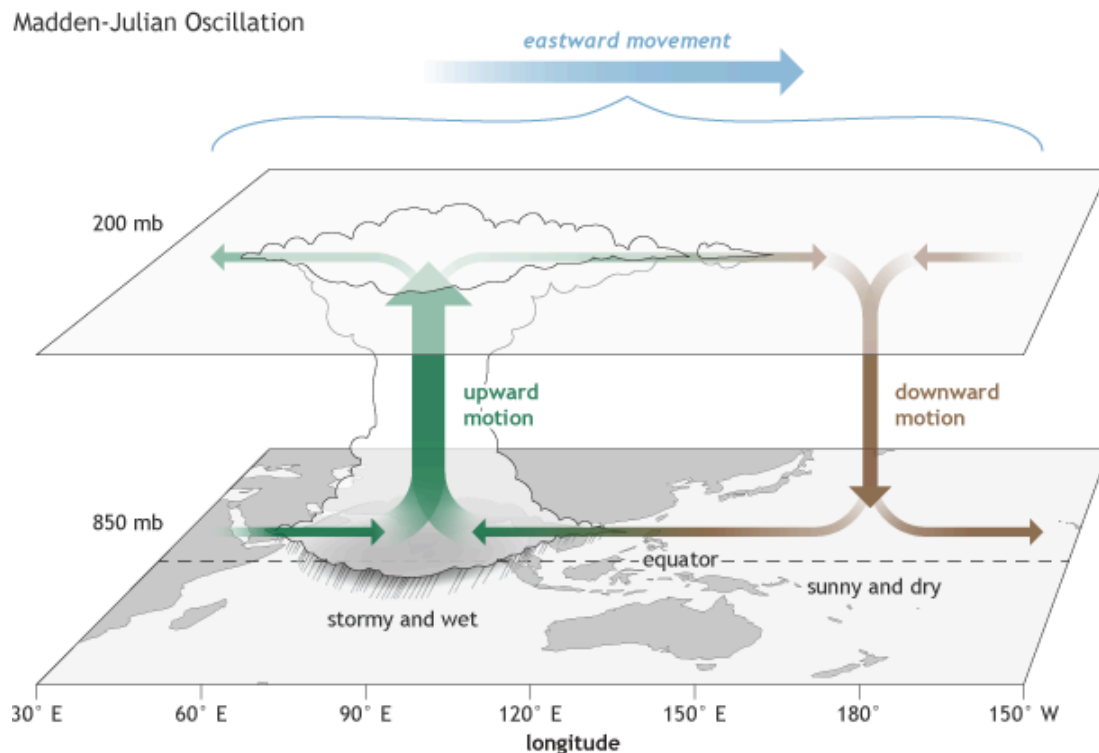 Madden-Julian Oscillation
eastward movement
200 mb
upward
motion
downward
motion
850 mb
equator
sunny and dry
stormy and wet
30° E
60° E
90° E
120° E
150° E
180°
150° W
longitude